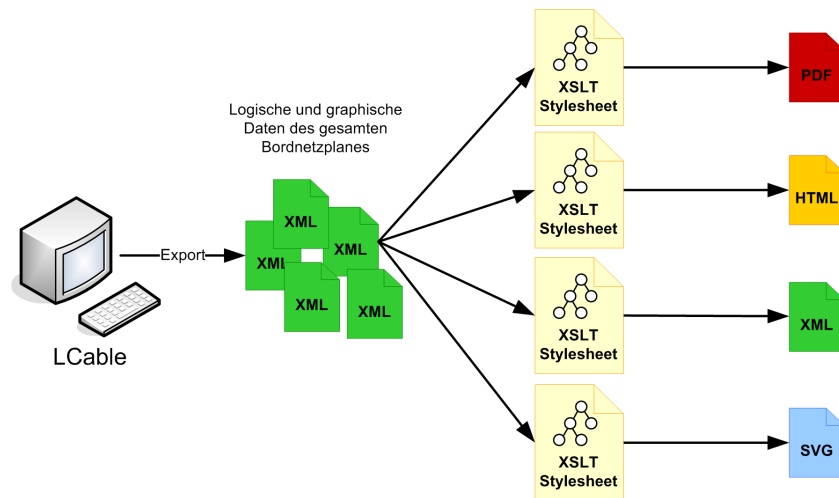 Logische und graphische
Daten des gesamten
Bordnetzplanes
LCable
Export
XML
XML
XML
XML
XML
XSLT
Stylesheet
PDF
XSLT
Stylesheet
HTML
XSLT
Stylesheet
XML
XSLT
Stylesheet
SVG